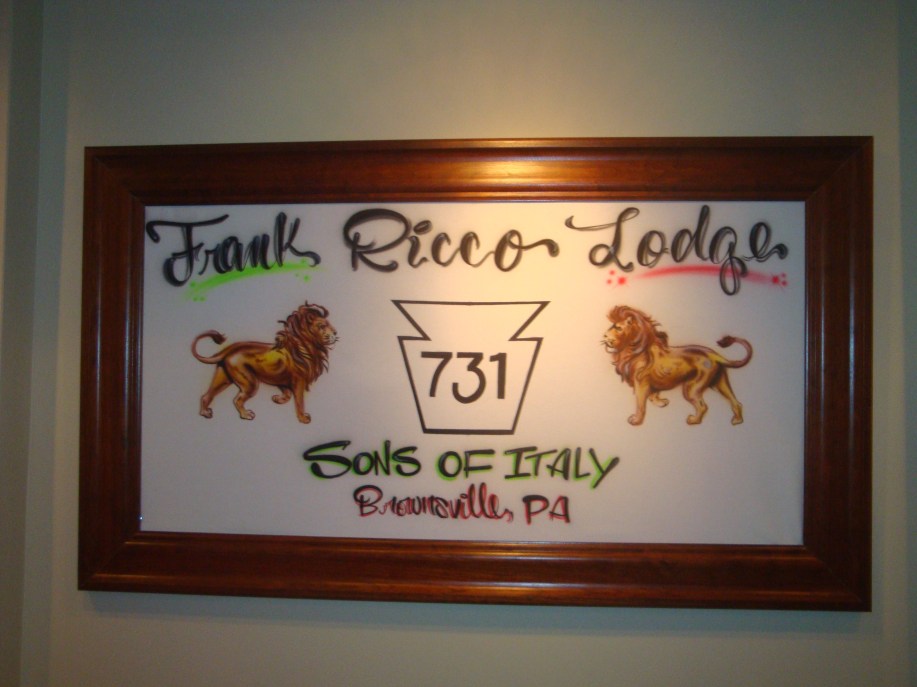 Frank Ricco Lodge
731
SONS OF ITALY
Brownsville, PA